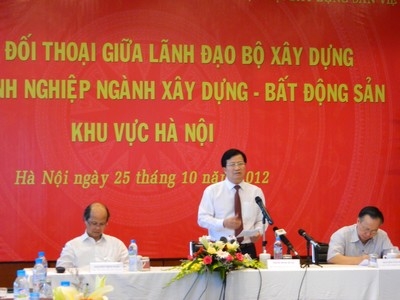 ĐỐI THOẠI GIỮA LÃNH ĐẠO BỘ XÂY DỰNG
NH NGHIỆP NGÀNH XÂY DỰNG - BẤT ĐỘNG SẢN
KHU VỰC HÀ NỘI
Hà Nội ngày 25 tháng 10 năm 2012